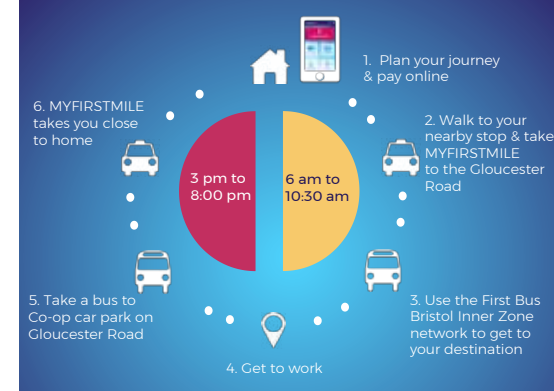 1. Plan your journey
& pay online
2. Walk to your
nearby stop & take
MYFIRSTMILE
to the Gloucester
Road
3. Use the First Bus
Bristol Inner Zone
network to get to
your destination
4. Get to work
5. Take a bus to
Co-op car park on
Gloucester Road
6. MYFIRSTMILE
takes you close
to home
3 pm to
8:00 pm
6 am to
10:30 am